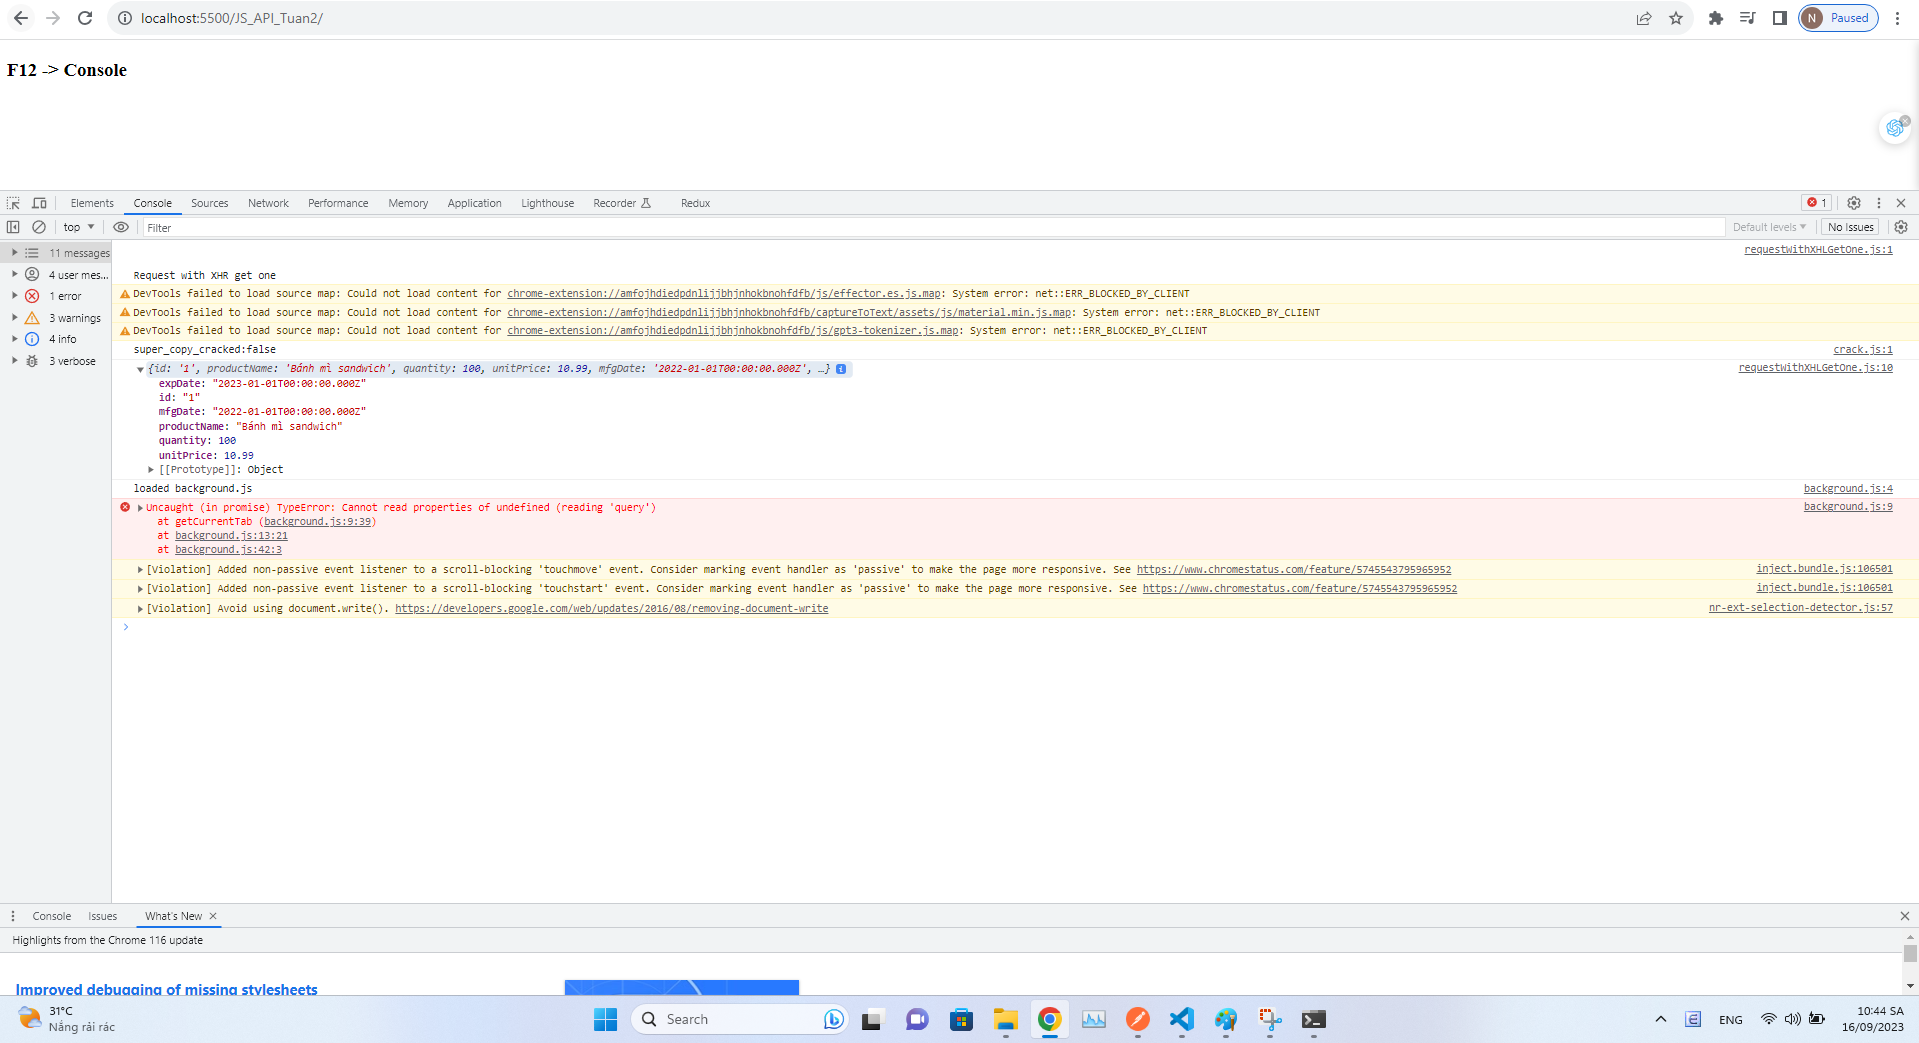 localhost:5500/JS_API_Tuan2/
N Paused
F12 -> Console
Elements Console Sources Network Performance Memory Application Lighthouse Recorder Redux
1
top
Filter
Default levels
No Issues
11 messages
4 user mes...
1 error
3 warnings
4 info
3 verbose
requestWithXHLGetOne.js:1
Request with XHR get one
DevTools failed to load source map: Could not load content for chrome-extension://amfojhdiedpdnlijjbhjnhokbnohfdfb/js/effector.es.js.map: System error: net::ERR_BLOCKED_BY_CLIENT
DevTools failed to load source map: Could not load content for chrome-extension://amfojhdiedpdnlijjbhjnhokbnohfdfb/captureToText/assets/js/material.min.js.map: System error: net::ERR_BLOCKED_BY_CLIENT
DevTools failed to load source map: Could not load content for chrome-extension://amfojhdiedpdnlijjbhjnhokbnohfdfb/js/gpt3-tokenizer.js.map: System error: net::ERR_BLOCKED_BY_CLIENT
super_copy_cracked:false crack.js:1
{id: '1', productName: 'Bánh mì sandwich', quantity: 100, unitPrice: 10.99, mfgDate: '2022-01-01T00:00:00.000Z', …} requestWithXHLGetOne.js:10
expDate: "2023-01-01T00:00:00.000Z"
id: "1"
mfgDate: "2022-01-01T00:00:00.000Z"
productName: "Bánh mì sandwich"
quantity: 100
unitPrice: 10.99
[[Prototype]]: Object
loaded background.js background.js:4
Uncaught (in promise) TypeError: Cannot read properties of undefined (reading 'query') background.js:9
at getCurrentTab (background.js:9:39)
at background.js:13:21
at background.js:42:3
[Violation] Added non-passive event listener to a scroll-blocking 'touchmove' event. Consider marking event handler as 'passive' to make the page more responsive. See https://www.chromestatus.com/feature/5745543795965952 inject.bundle.js:106501
[Violation] Added non-passive event listener to a scroll-blocking 'touchstart' event. Consider marking event handler as 'passive' to make the page more responsive. See https://www.chromestatus.com/feature/5745543795965952 inject.bundle.js:106501
[Violation] Avoid using document.write(). https://developers.google.com/web/updates/2016/08/removing-document-write nr-ext-selection-detector.js:57
Console Issues What's New
Highlights from the Chrome 116 update
Improved debugging of missing stylesheets
31°C
Nắng rải rác
Search
ENG
10:44 SA
16/09/2023